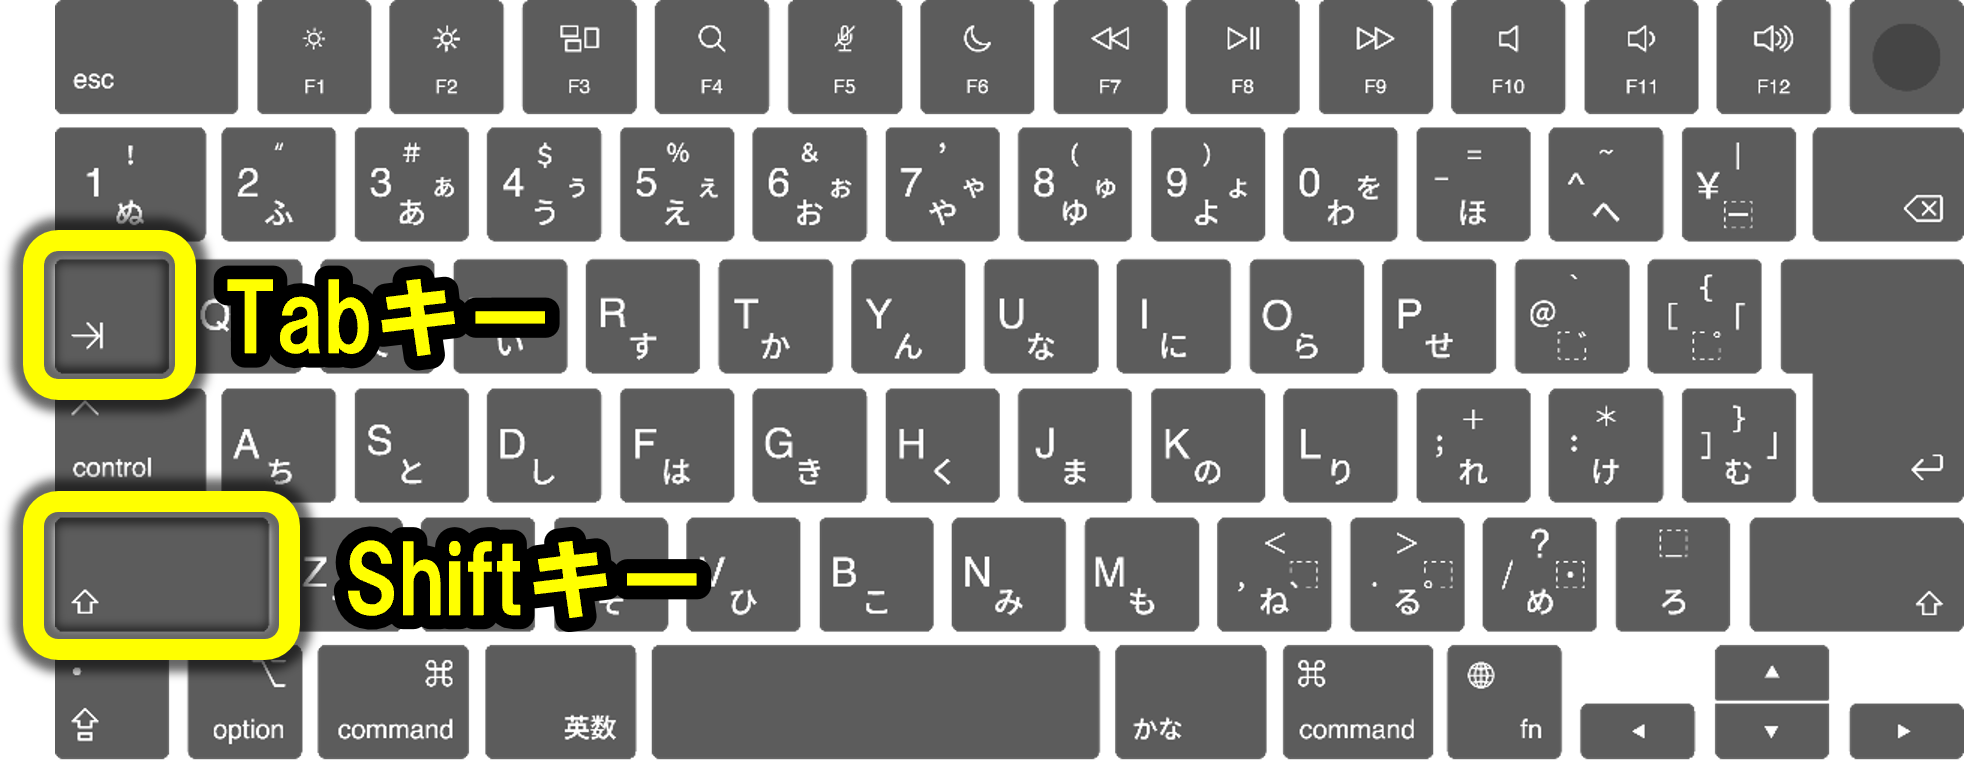 esc F1 F2 F3 F4 F5 F6 F7 F8 F9 F10 F11 F12
! 1 ぬ " 2 ふ # 3 ぁ あ $ 4 ぅ う % 5 ぇ え & 6 ぉ お ' 7 ゃ や ( 8 ゅ ゆ ) 9 ょ よ 0 を わ = - ほ ~ ^ へ | ¥ ー
Q Tabキー い R す T か Y ん U な I に O ら P せ ` @ ゛ { [ 「 ゜
control A ち S と D し F は G き H く J ま K の L り + ; れ * : け } ] 」 む
Z Shiftキー そ V ひ B こ N み M も < , ね 、 > . る 。 ? / め ・ _ ろ
option command 英数 かな command fn